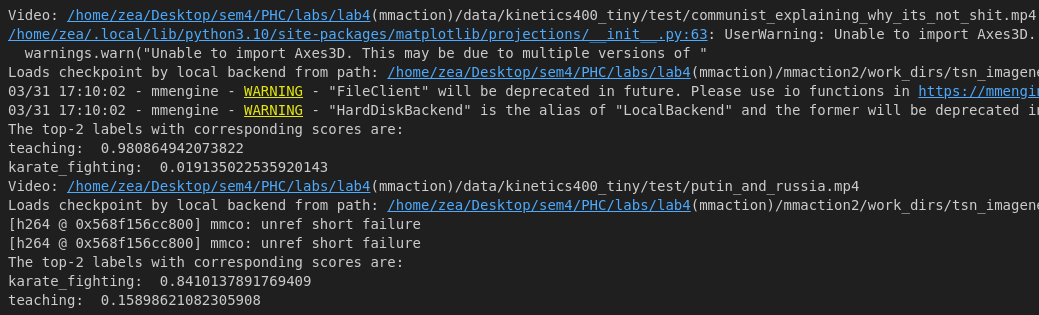 Video: /home/zea/Desktop/sem4/PHC/labs/lab4(mmaction)/data/kinetics400_tiny/test/communist_explaining_why_its_not_shit.mp4
/home/zea/.local/lib/python3.10/site-packages/matplotlib/projections/__init__.py:63: UserWarning: Unable to import Axes3D.
  warnings.warn("Unable to import Axes3D. This may be due to multiple versions of "
Loads checkpoint by local backend from path: /home/zea/Desktop/sem4/PHC/labs/lab4(mmaction)/mmaction2/work_dirs/tsn_imagene
03/31 17:10:02 - mmengine - WARNING - "FileClient" will be deprecated in future. Please use io functions in https://mmengin
03/31 17:10:02 - mmengine - WARNING - "HardDiskBackend" is the alias of "LocalBackend" and the former will be deprecated in
The top-2 labels with corresponding scores are:
teaching:  0.980864942073822
karate_fighting:  0.019135022535920143
Video: /home/zea/Desktop/sem4/PHC/labs/lab4(mmaction)/data/kinetics400_tiny/test/putin_and_russia.mp4
Loads checkpoint by local backend from path: /home/zea/Desktop/sem4/PHC/labs/lab4(mmaction)/mmaction2/work_dirs/tsn_imagene
[h264 @ 0x568f156cc800] mmco: unref short failure
[h264 @ 0x568f156cc800] mmco: unref short failure
The top-2 labels with corresponding scores are:
karate_fighting:  0.8410137891769409
teaching:  0.15898621082305908